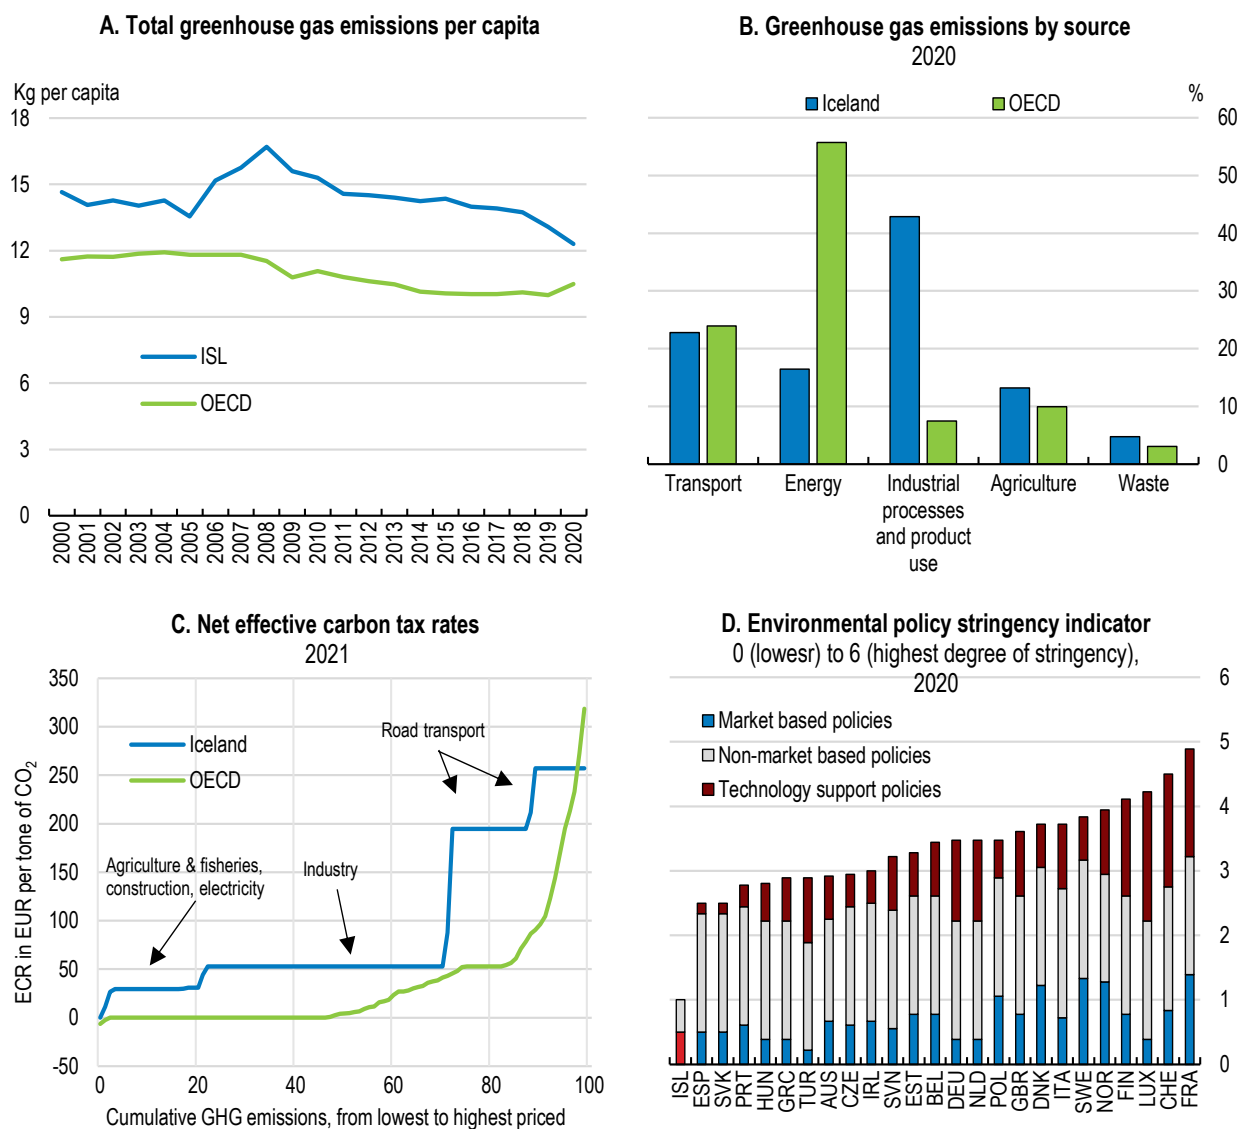 A. Total greenhouse gas emissions per capita
Kg per capita
18
15
12
9
6
3
0
ISL
OECD
2000
2001
2002
2003
2004
2005
2006
2007
2008
2009
2010
2011
2012
2013
2014
2015
2016
2017
2018
2019
2020
B. Greenhouse gas emissions by source
2020
Iceland
OECD
%
60
50
40
30
20
10
0
Transport
Energy
Industrial
processes
and product
use
Agriculture
Waste
C. Net effective carbon tax rates
2021
ECR in EUR per tone of CO₂
350
300
250
200
150
100
50
0
-50
Iceland
OECD
Road transport
Agriculture & fisheries,
construction, electricity
Industry
0
20
40
60
80
100
Cumulative GHG emissions, from lowest to highest priced
D. Environmental policy stringency indicator
0 (lowesr) to 6 (highest degree of stringency),
2020
Market based policies
Non-market based policies
Technology support policies
6
5
4
3
2
1
0
ISL
ESP
SVK
PRT
HUN
GRC
TUR
AUS
CZE
IRL
SVN
EST
BEL
DEU
NLD
POL
GBR
DNK
ITA
SWE
NOR
FIN
LUX
CHE
FRA